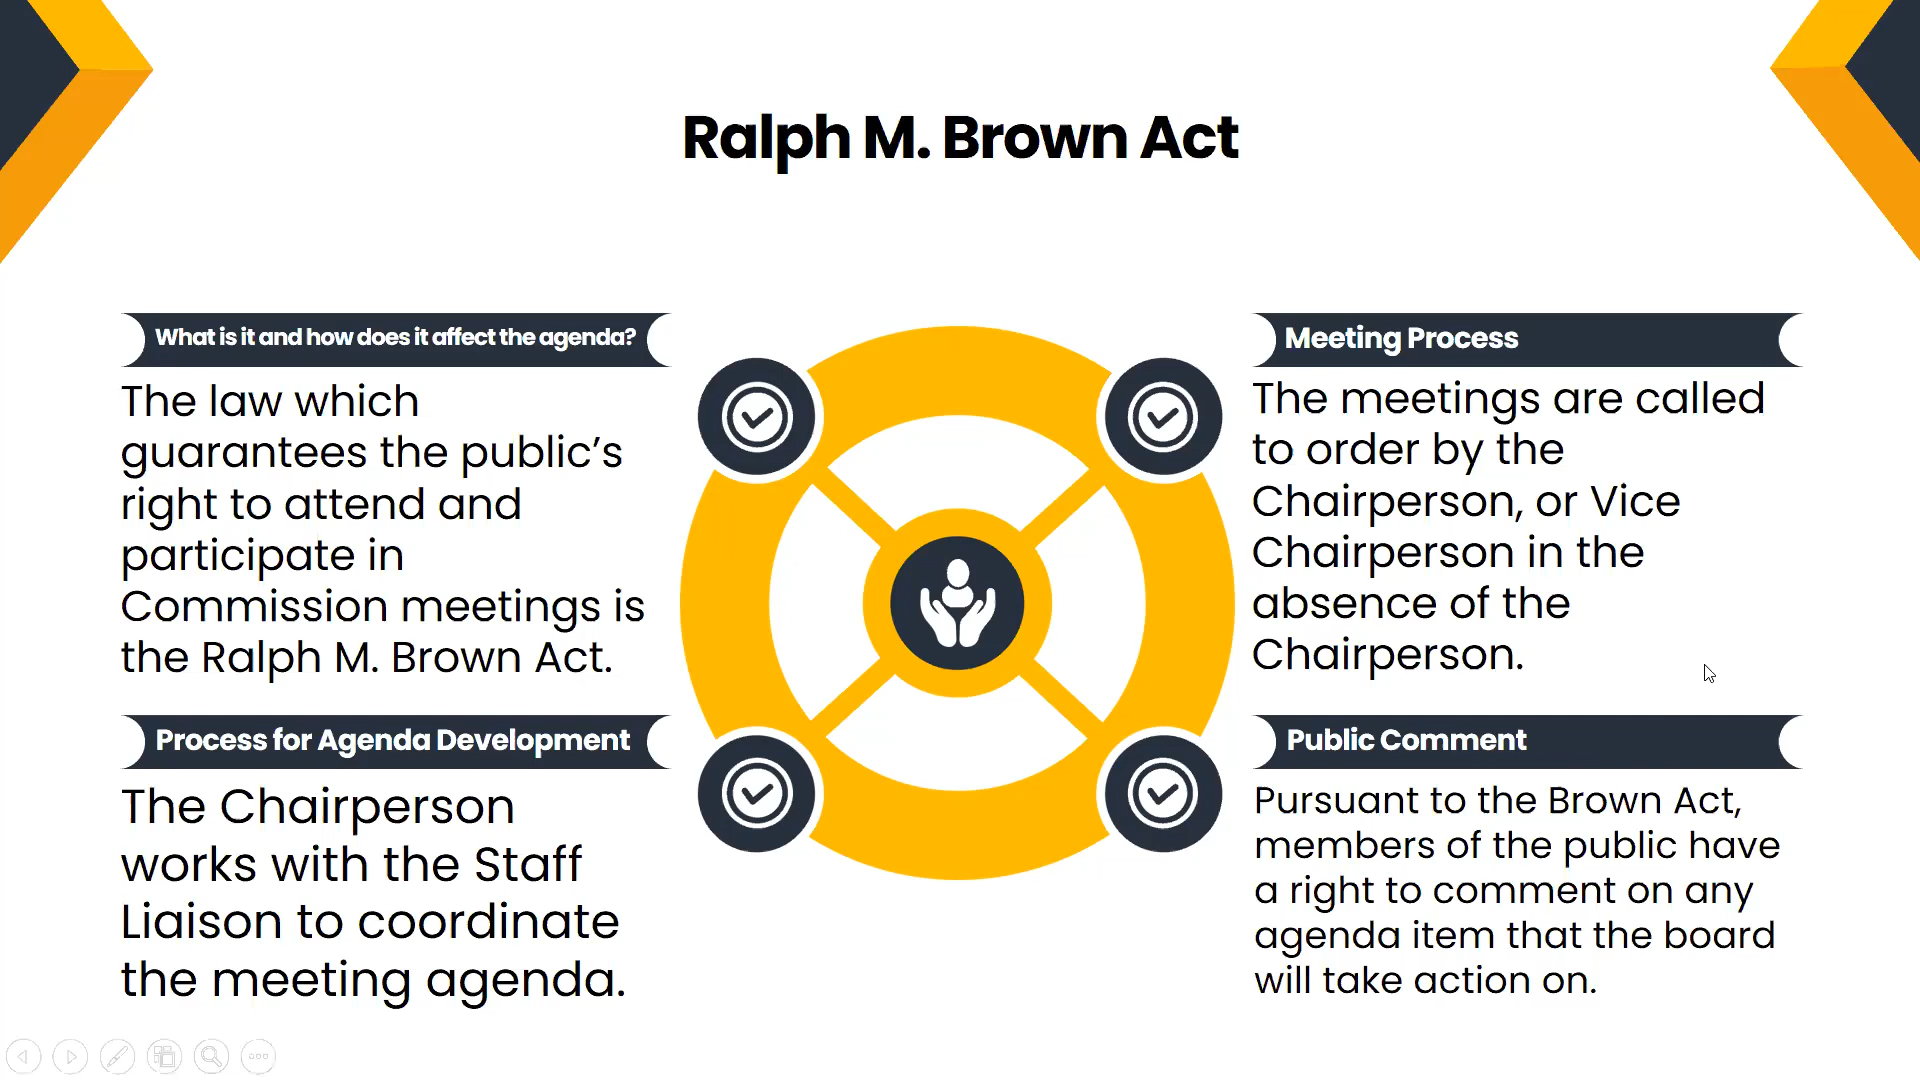 Ralph M. Brown Act
What is it and how does it affect the agenda?
The law which
guarantees the public’s
right to attend and
participate in
Commission meetings is
the Ralph M. Brown Act.
Process for Agenda Development
The Chairperson
works with the Staff
Liaison to coordinate
the meeting agenda.
Meeting Process
The meetings are called
to order by the
Chairperson, or Vice
Chairperson in the
absence of the
Chairperson.
Public Comment
Pursuant to the Brown Act,
members of the public have
a right to comment on any
agenda item that the board
will take action on.